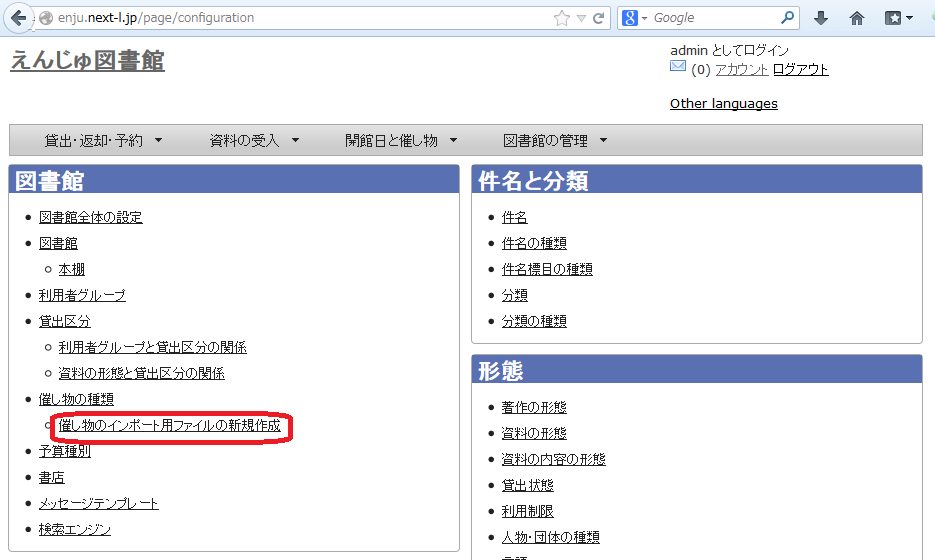 enju.next-l.jp/page/configuration
Google
えんじゅ図書館
admin としてログイン
(0) アカウント ログアウト
Other languages
貸出・返却・予約 資料の受入 開館日と催し物 図書館の管理
図書館
図書館全体の設定
図書館
本棚
利用者グループ
貸出区分
利用者グループと貸出区分の関係
資料の形態と貸出区分の関係
催し物の種類
催し物のインポート用ファイルの新規作成
予算種別
書店
メッセージテンプレート
検索エンジン
件名と分類
件名
件名の種類
件名標目の種類
分類
分類の種類
形態
著作の形態
資料の形態
資料の内容の形態
貸出状態
利用制限
人物・団体の種類